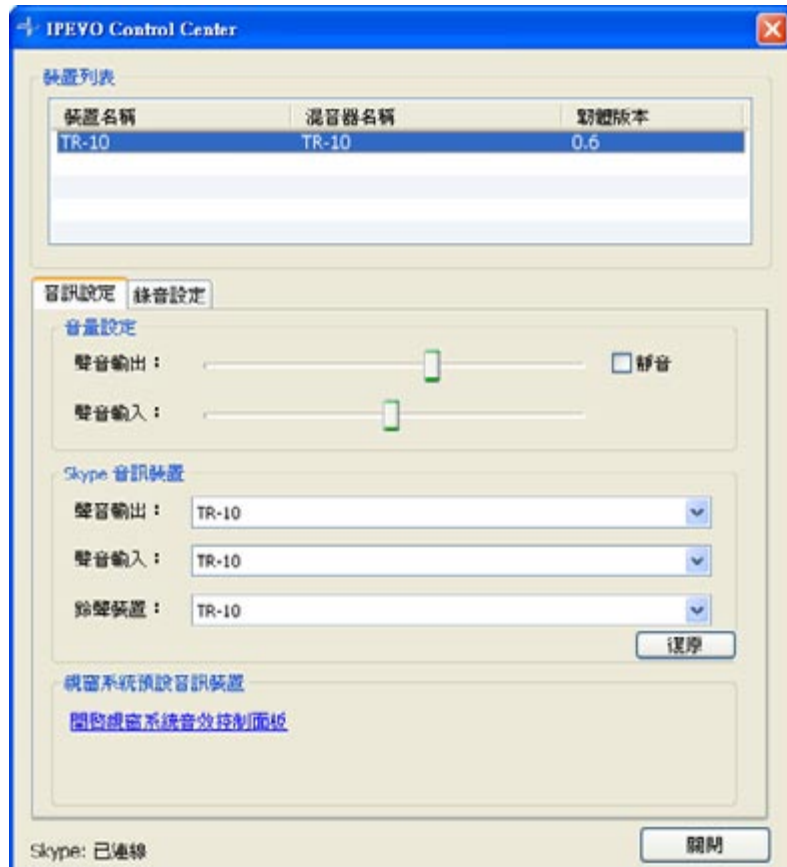 IPEVO Control Center
裝置列表
裝置名稱 混音器名稱 韌體版本
TR-10 TR-10 0.6
音訊設定 錄音設定
音量設定
聲音輸出： 靜音
聲音輸入：
Skype 音訊裝置
聲音輸出： TR-10
聲音輸入： TR-10
鈴聲裝置： TR-10
復原
視窗系統預設音訊裝置
開啟視窗系統音效控制面板
Skype: 已連線 關閉